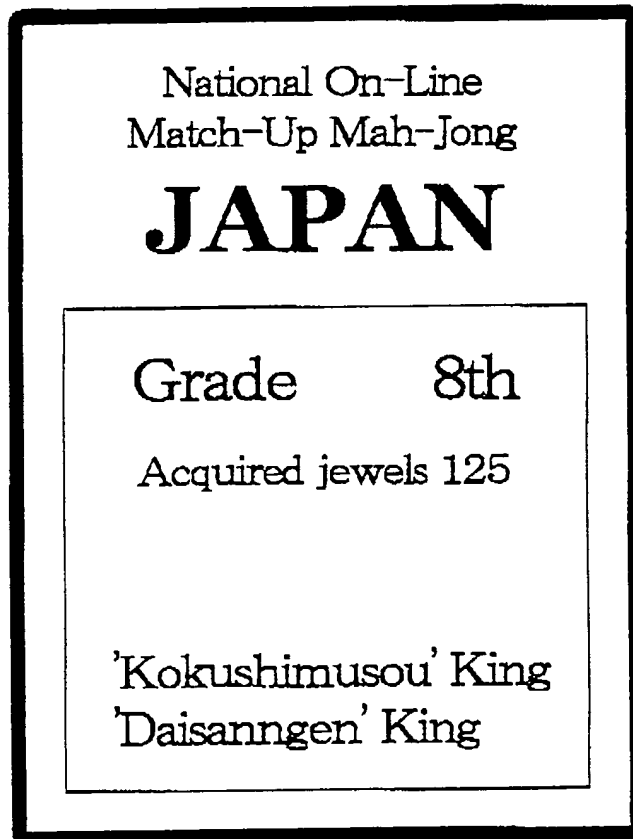 National On-Line
Match-Up Mah-Jong
JAPAN
Grade 8th
Acquired jewels 125
'Kokushimusou' King
'Daisanngen' King